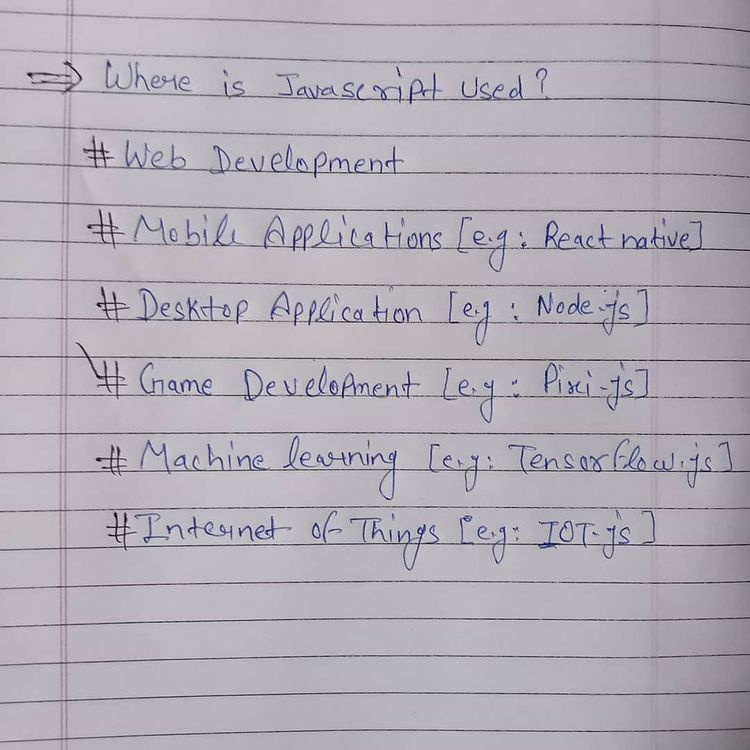 ⇒ Where is Javascript Used?
# Web Development
# Mobile Applications [e.g: React native]
# Desktop Application [e.g : Node.js]
# Game Development [e.g: Pixi-js]
# Machine learning [e.g: Tensorflow.js]
# Internet of Things [e.g: IOT-js]